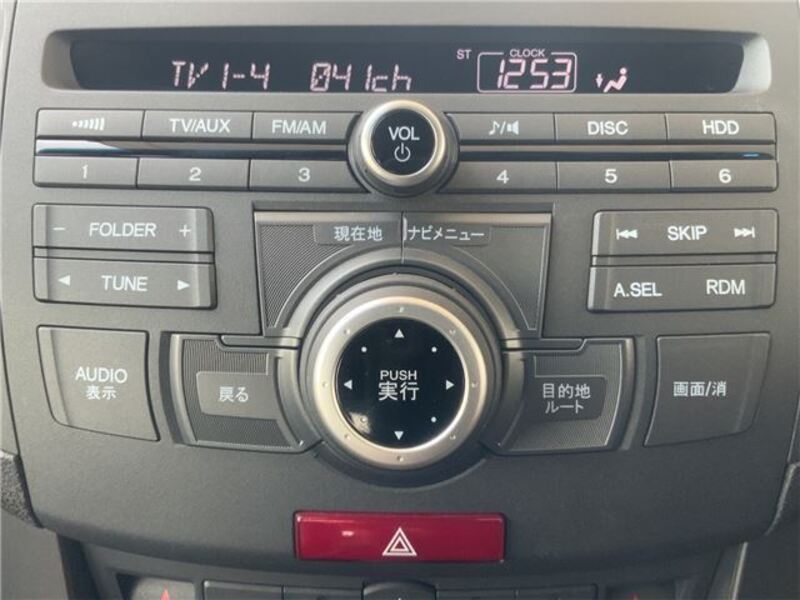 TV 1-4 041ch ST CLOCK 1253
TV/AUX FM/AM VOL DISC HDD
1 2 3 4 5 6
- FOLDER + 現在地 ナビメニュー SKIP
TUNE A.SEL RDM
AUDIO
表示
戻る
PUSH
実行
目的地
ルート
画面/消